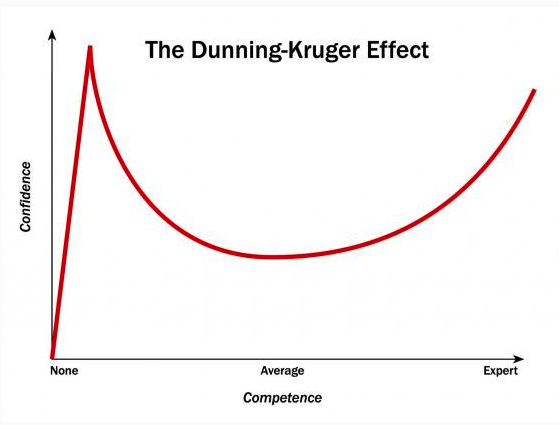 The Dunning-Kruger Effect
Confidence
None
Average
Expert
Competence